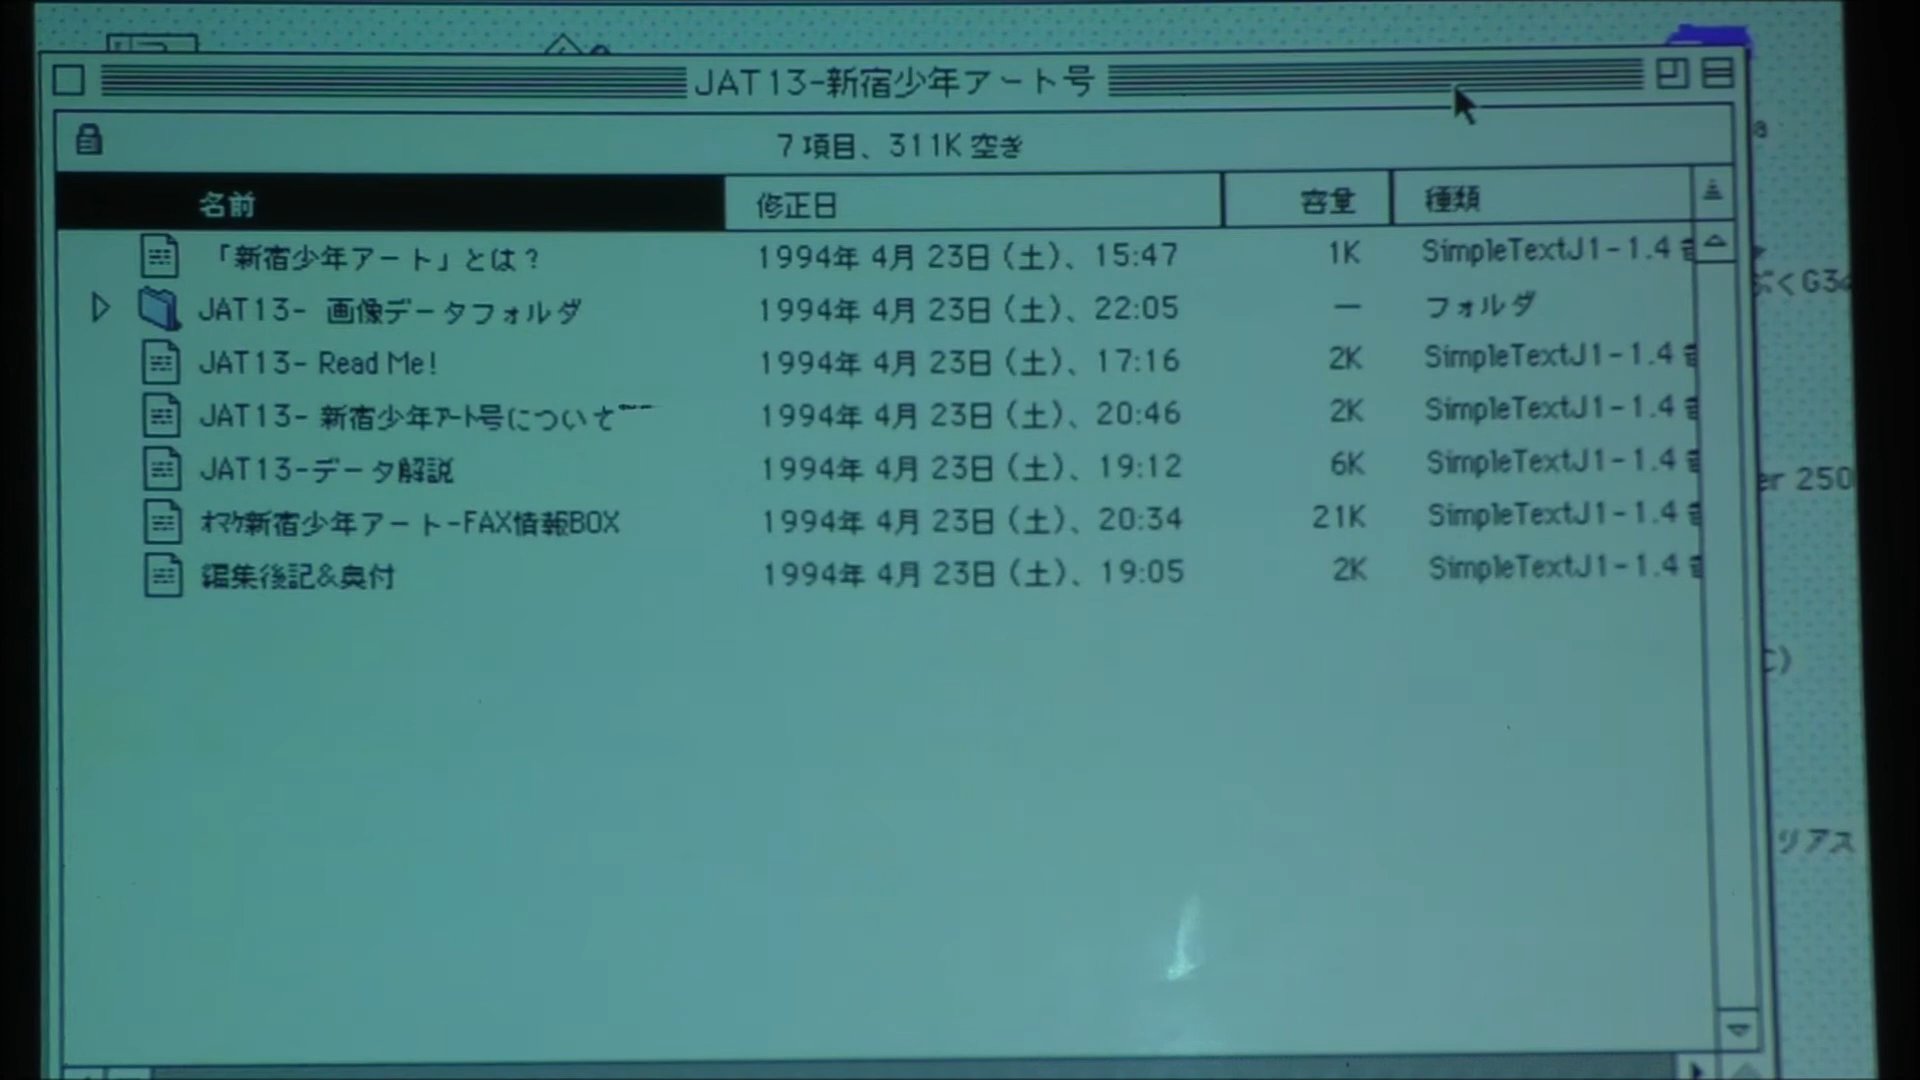 JAT13-新宿少年アート号
7 項目、311K 空き
名前 修正日 容量 種類
「新宿少年アート」とは? 1994年 4月 23日 (土)、15:47 1K SimpleTextJ1-1.4
JAT13- 画像データフォルダ 1994年 4月 23日 (土)、22:05 — フォルダ
JAT13- Read Me! 1994年 4月 23日 (土)、17:16 2K SimpleTextJ1-1.4
JAT13- 新宿少年アート号について 1994年 4月 23日 (土)、20:46 2K SimpleTextJ1-1.4
JAT13-データ解説 1994年 4月 23日 (土)、19:12 6K SimpleTextJ1-1.4
オマケ新宿少年アート-FAX情報BOX 1994年 4月 23日 (土)、20:34 21K SimpleTextJ1-1.4
編集後記&奥付 1994年 4月 23日 (土)、19:05 2K SimpleTextJ1-1.4
er 250
C)
リアス